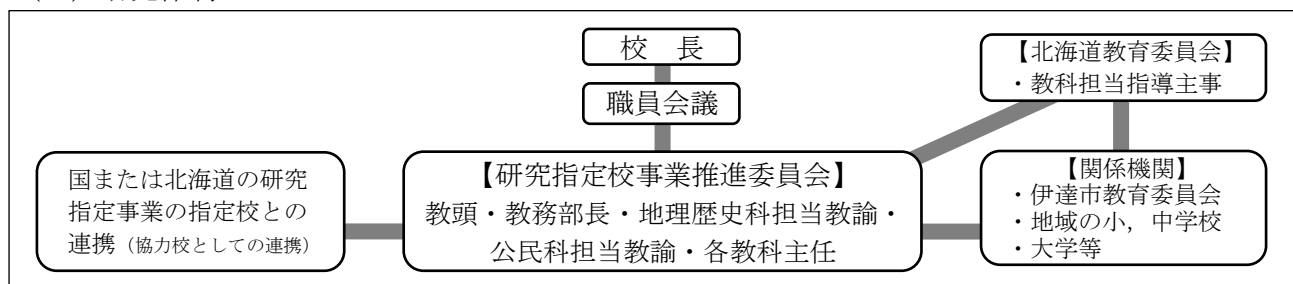 校　長
職員会議
【北海道教育委員会】
・教科担当指導主事
国または北海道の研究
指定事業の指定校との
連携（協力校としての連携）
【研究指定校事業推進委員会】
教頭・教務部長・地理歴史科担当教諭・
公民科担当教諭・各教科主任
【関係機関】
・伊達市教育委員会
・地域の小，中学校
・大学等